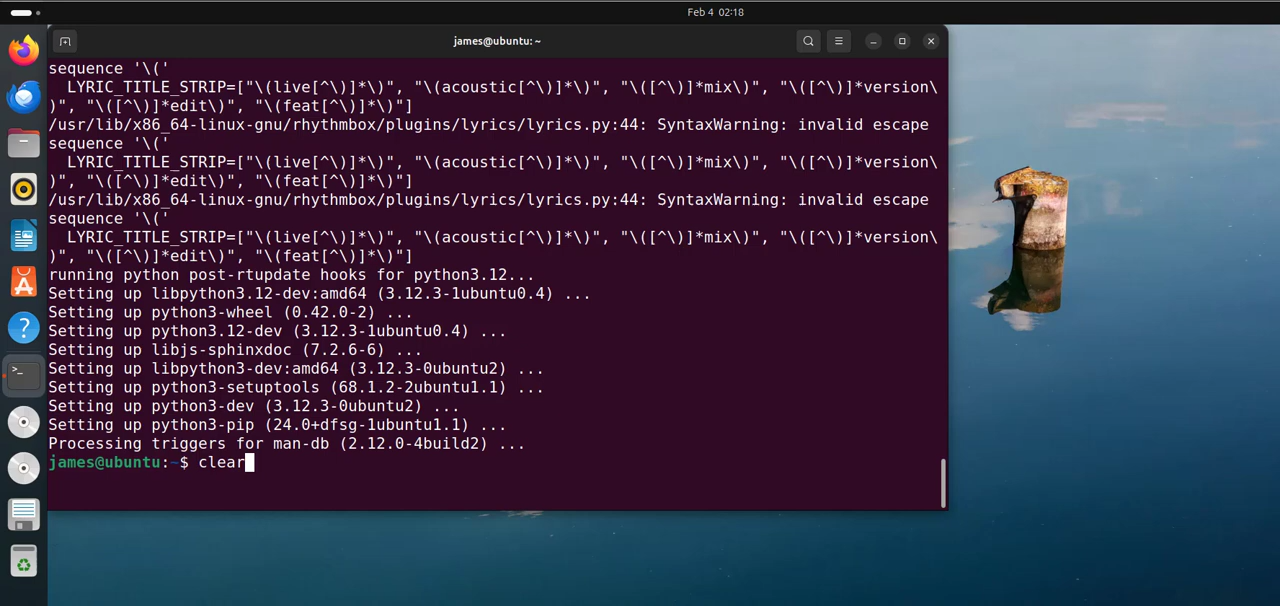 Feb 4 02:18
james@ubuntu: ~
sequence '\('
LYRIC_TITLE_STRIP=["\(live[^\)]*\)", "\(acoustic[^\)]*\)", "\([^\)]*mix\)", "\([^\)]*version\
)", "\([^\)]*edit\)", "\(feat[^\)]*\)"]
/usr/lib/x86_64-linux-gnu/rhythmbox/plugins/lyrics/lyrics.py:44: SyntaxWarning: invalid escape
sequence '\('
LYRIC_TITLE_STRIP=["\(live[^\)]*\)", "\(acoustic[^\)]*\)", "\([^\)]*mix\)", "\([^\)]*version\
)", "\([^\)]*edit\)", "\(feat[^\)]*\)"]
/usr/lib/x86_64-linux-gnu/rhythmbox/plugins/lyrics/lyrics.py:44: SyntaxWarning: invalid escape
sequence '\('
LYRIC_TITLE_STRIP=["\(live[^\)]*\)", "\(acoustic[^\)]*\)", "\([^\)]*mix\)", "\([^\)]*version\
)", "\([^\)]*edit\)", "\(feat[^\)]*\)"]
running python post-rtupdate hooks for python3.12...
Setting up libpython3.12-dev:amd64 (3.12.3-1ubuntu0.4) ...
Setting up python3-wheel (0.42.0-2) ...
Setting up python3.12-dev (3.12.3-1ubuntu0.4) ...
Setting up libjs-sphinxdoc (7.2.6-6) ...
Setting up libpython3-dev:amd64 (3.12.3-0ubuntu2) ...
Setting up python3-setuptools (68.1.2-2ubuntu1.1) ...
Setting up python3-dev (3.12.3-0ubuntu2) ...
Setting up python3-pip (24.0+dfsg-1ubuntu1.1) ...
Processing triggers for man-db (2.12.0-4build2) ...
james@ubuntu:~$ clear